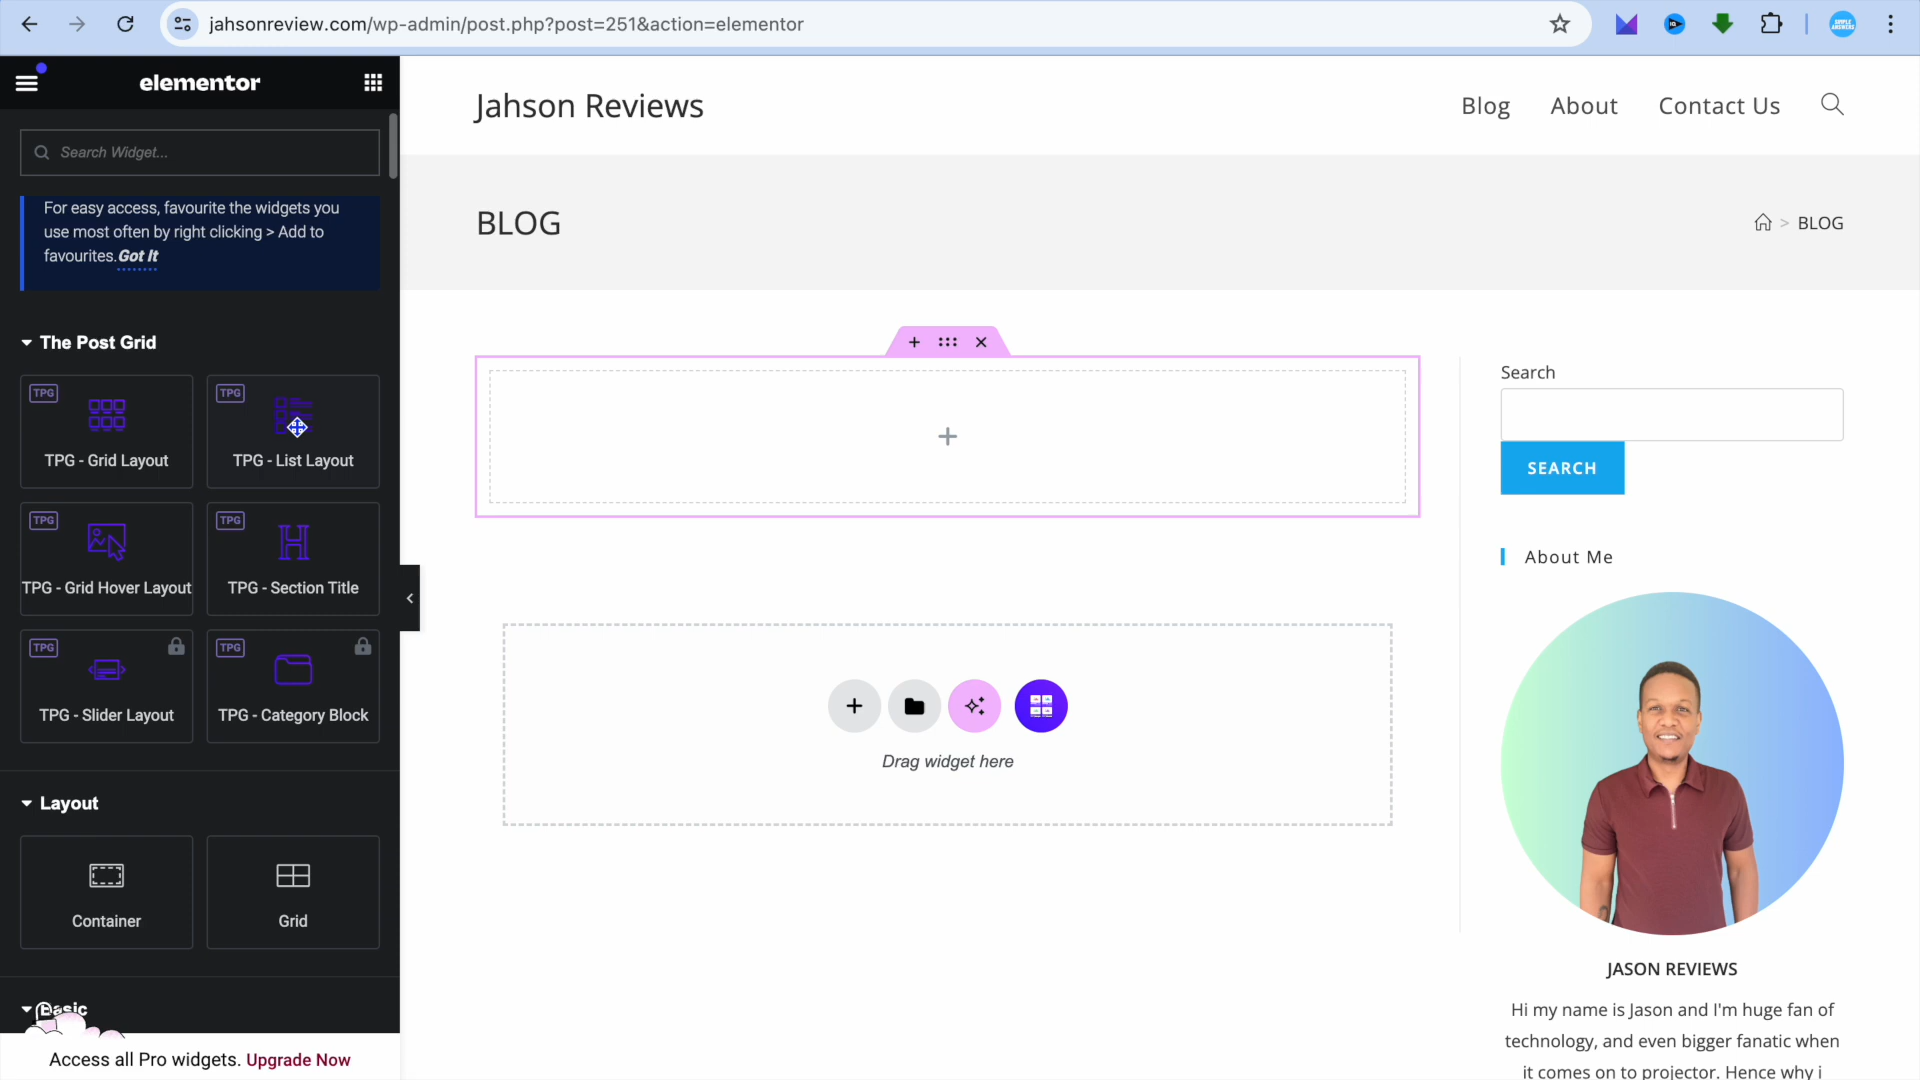 jahsonreview.com/wp-admin/post.php?post=251&action=elementor
SIMPLE
ANSWERS
elementor
Search Widget...
For easy access, favourite the widgets you
use most often by right clicking > Add to
favourites. Got It
The Post Grid
TPG
TPG - Grid Layout
TPG
TPG - List Layout
TPG
TPG - Grid Hover Layout
TPG
TPG - Section Title
TPG
TPG - Slider Layout
TPG
TPG - Category Block
Layout
Container
Grid
Basic
Access all Pro widgets. Upgrade Now
Jahson Reviews
Blog
About
Contact Us
BLOG
> BLOG
Drag widget here
Search
SEARCH
About Me
JASON REVIEWS
Hi my name is Jason and I'm huge fan of
technology, and even bigger fanatic when
it comes on to projector. Hence why i